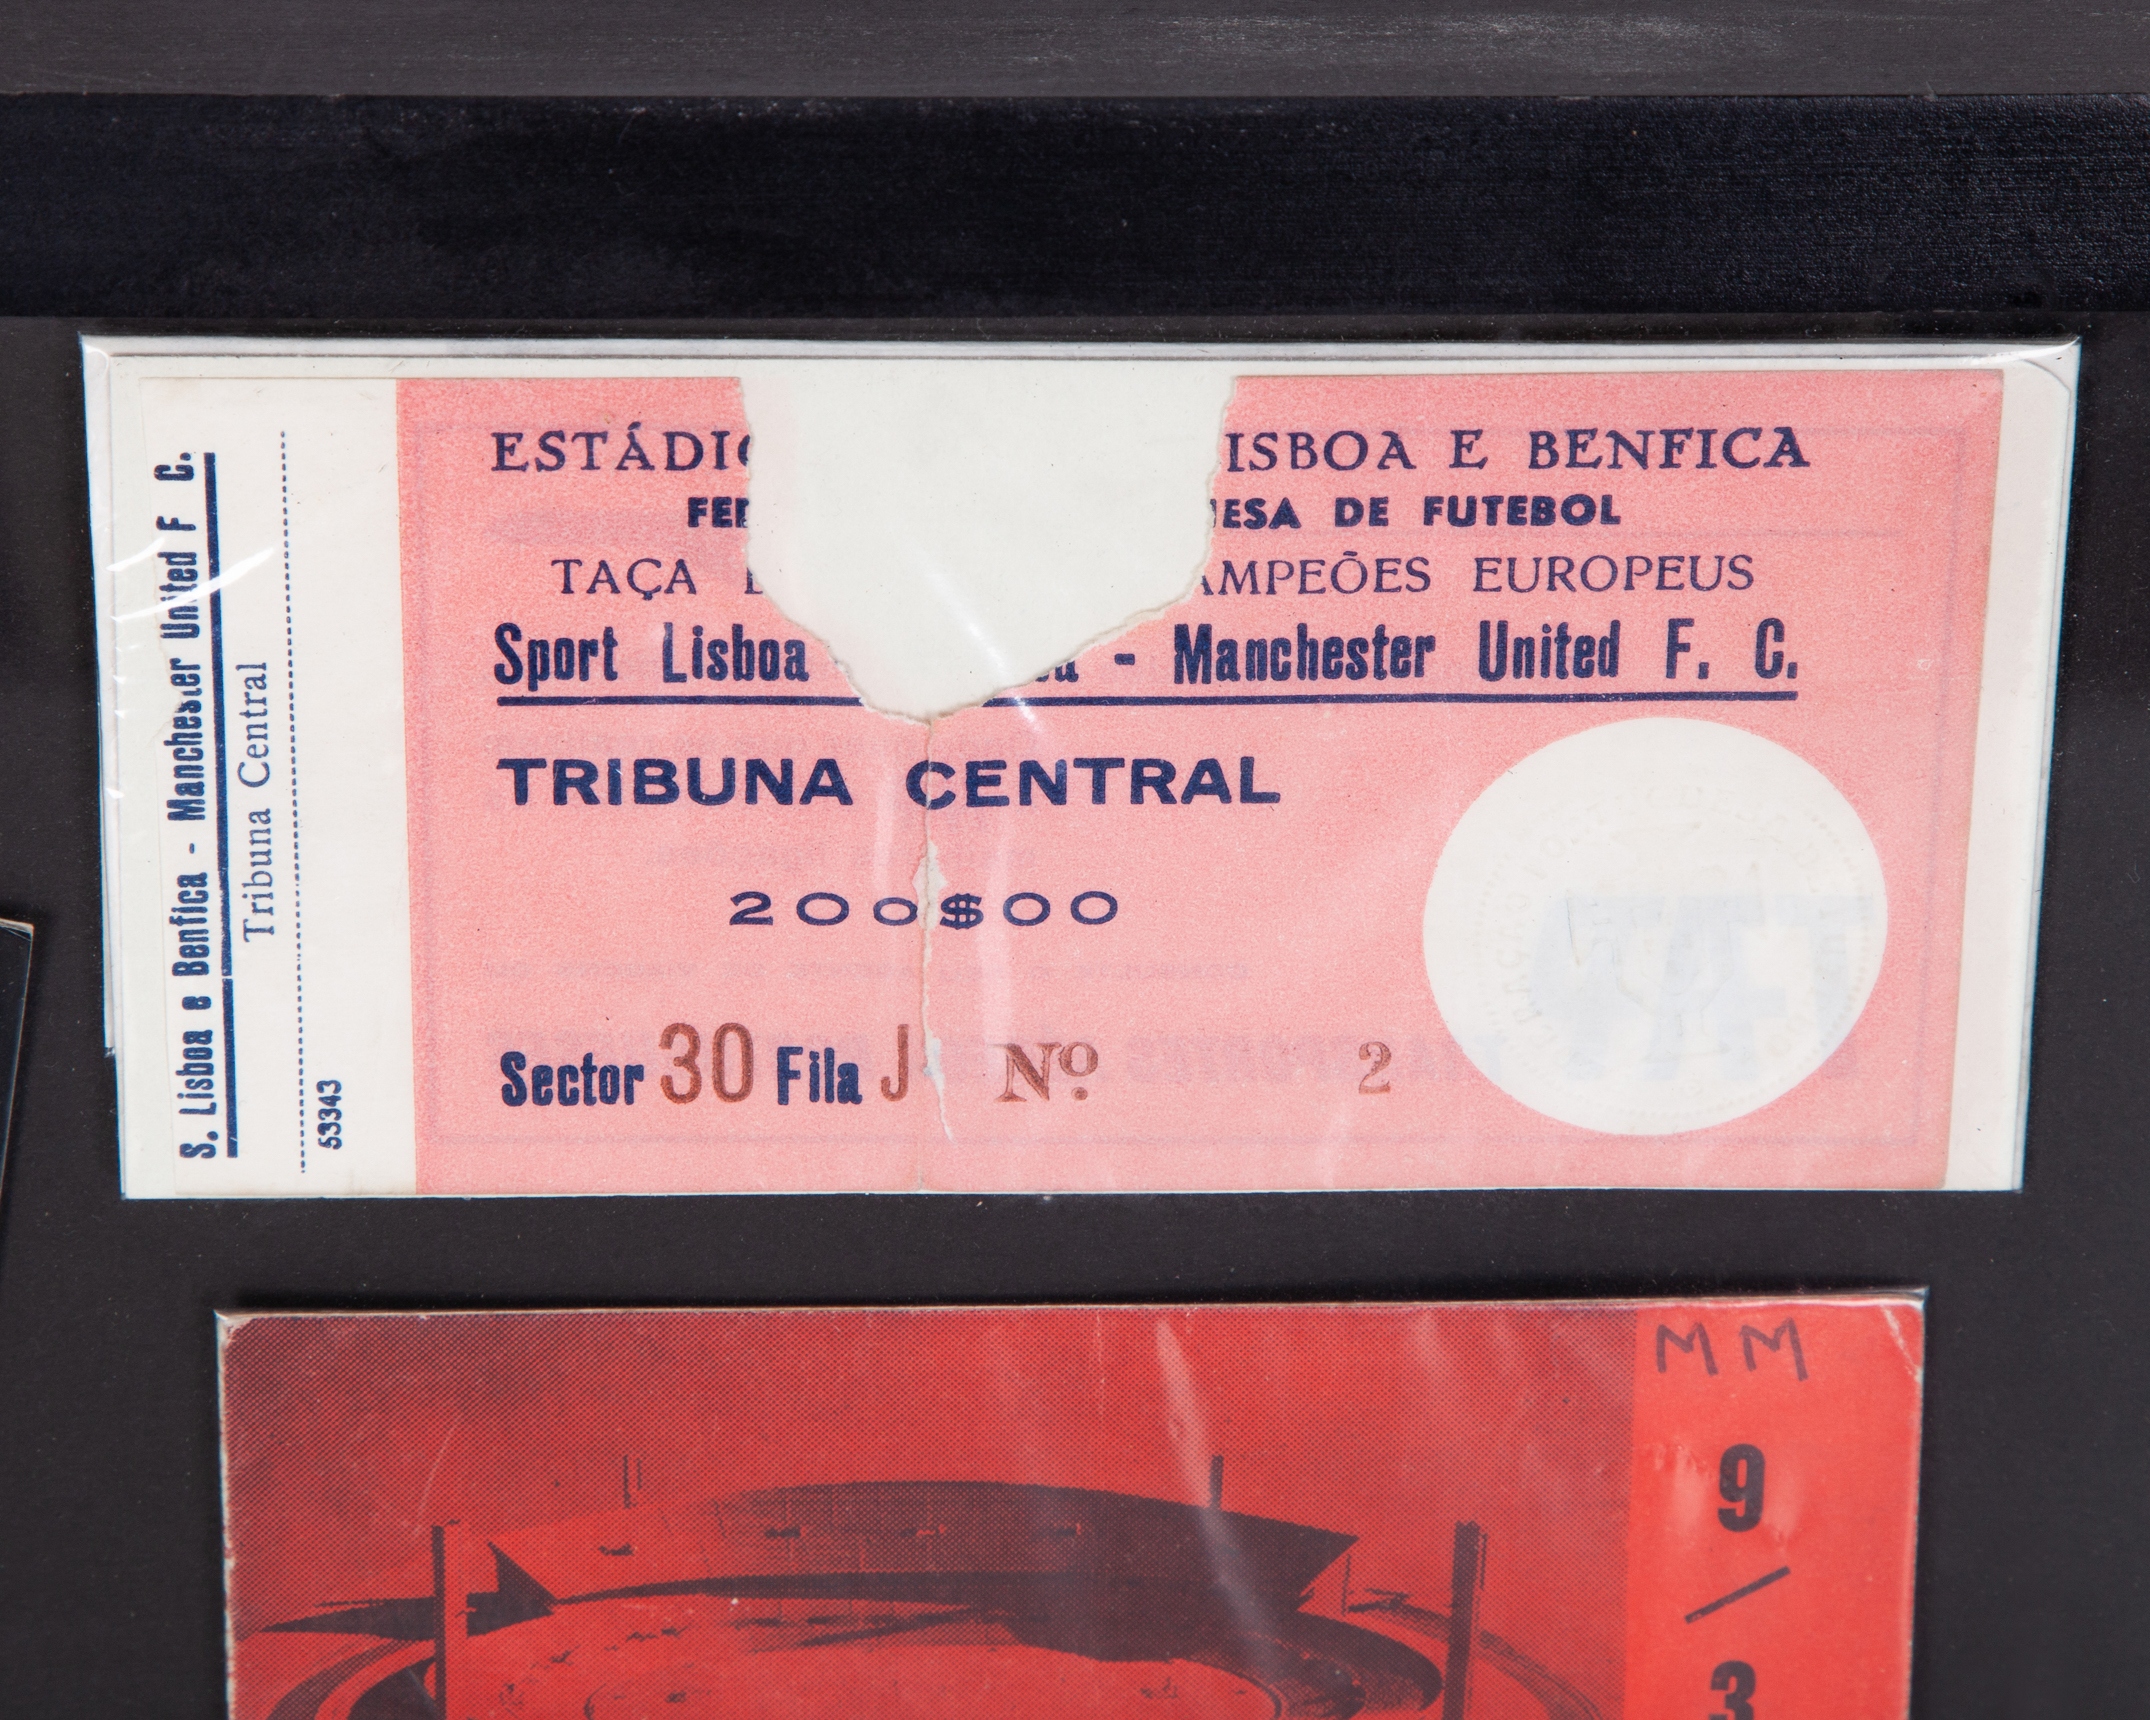 S. Lisboa e Benfica - Manchester United F C.
Tribuna Central
53343
ESTÁDIO ISBOA E BENFICA
FE ESA DE FUTEBOL
TAÇA AMPEÕES EUROPEUS
Sport Lisboa - Manchester United F. C.
TRIBUNA CENTRAL
200$00
Sector 30 Fila J Nº 2
MM
9
/
3